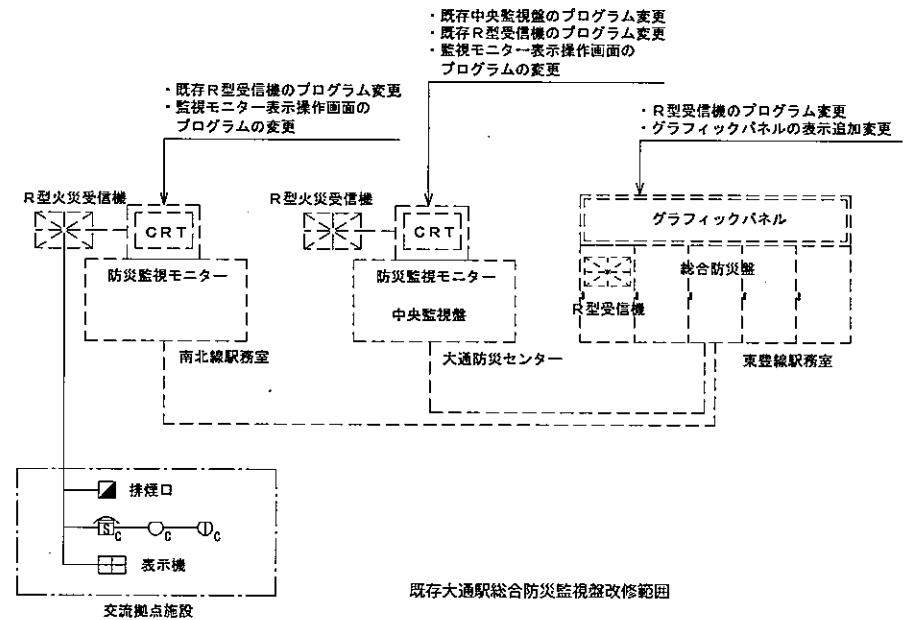 ・既存中央監視盤のプログラム変更
・既存R型受信機のプログラム変更
・監視モニター表示操作画面の
プログラムの変更
・既存R型受信機のプログラム変更
・監視モニター表示操作画面の
プログラムの変更
・R型受信機のプログラム変更
・グラフィックパネルの表示追加変更
R型火災受信機
CRT
防災監視モニター
南北線駅務室
R型火災受信機
CRT
防災監視モニター
中央監視盤
大通防災センター
グラフィックパネル
総合防災盤
R型受信機
東豊線駅務室
排煙口
S C C C
表示機
交流拠点施設
既存大通駅総合防災監視盤改修範囲